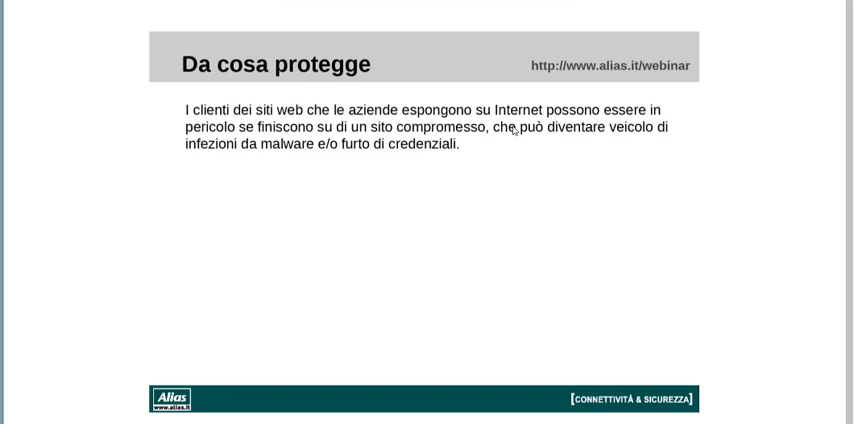 Da cosa protegge
http://www.alias.it/webinar
I clienti dei siti web che le aziende espongono su Internet possono essere in
pericolo se finiscono su di un sito compromesso, che può diventare veicolo di
infezioni da malware e/o furto di credenziali.
Alias
www.alias.it
[CONNETTIVITÁ & SICUREZZA]